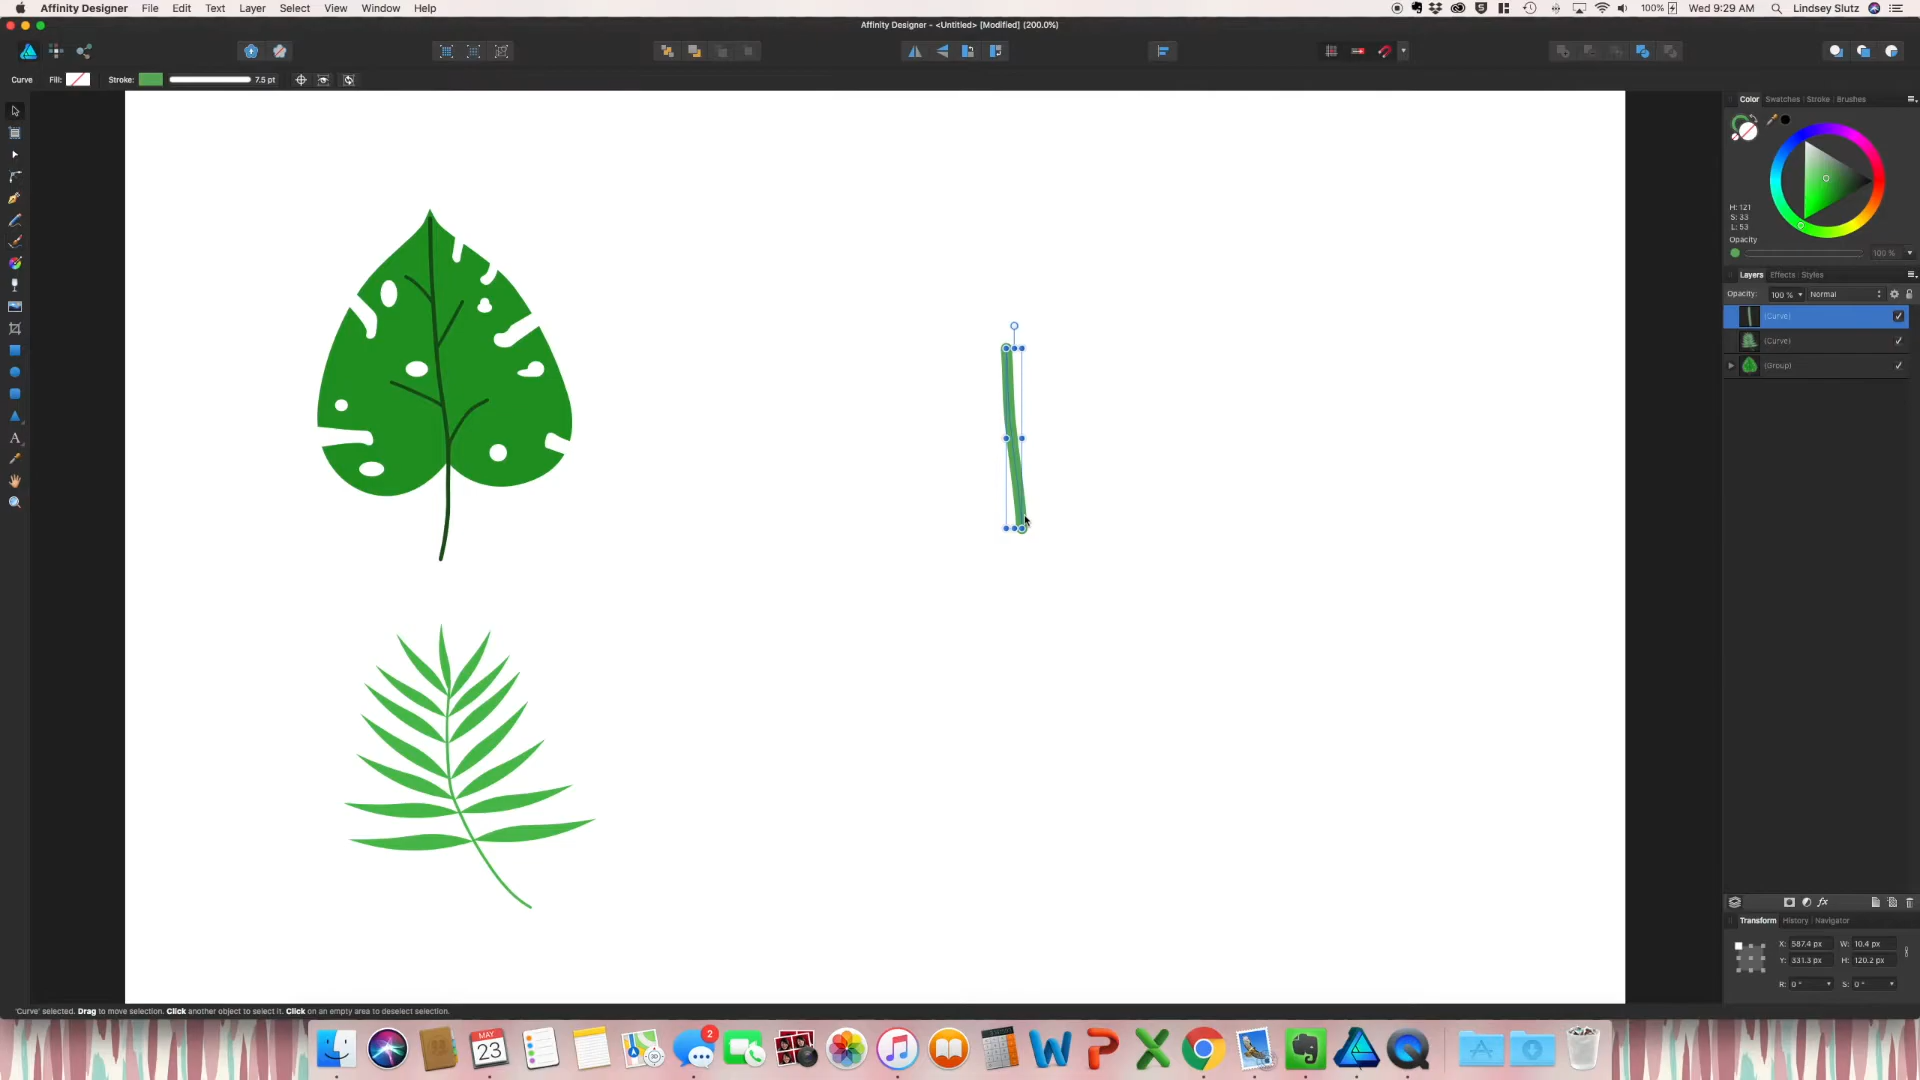 Affinity Designer File Edit Text Layer Select View Window Help
100% Wed 9:29 AM Lindsey Slutz
Affinity Designer - <Untitled> [Modified] (200.0%)
Curve Fill: Stroke: 7.5 pt
Color Swatches Stroke Brushes
H: 121
S: 33
L: 53
Opacity
100 %
Layers Effects Styles
Opacity: 100 % Normal
(Curve)
(Curve)
(Group)
Transform History Navigator
X: 587.4 px W: 10.4 px
Y: 331.3 px H: 120.2 px
R: 0 ° S: 0 °
'Curve' selected. Drag to move selection. Click another object to select it. Click on an empty area to deselect selection.
MAY
23
2